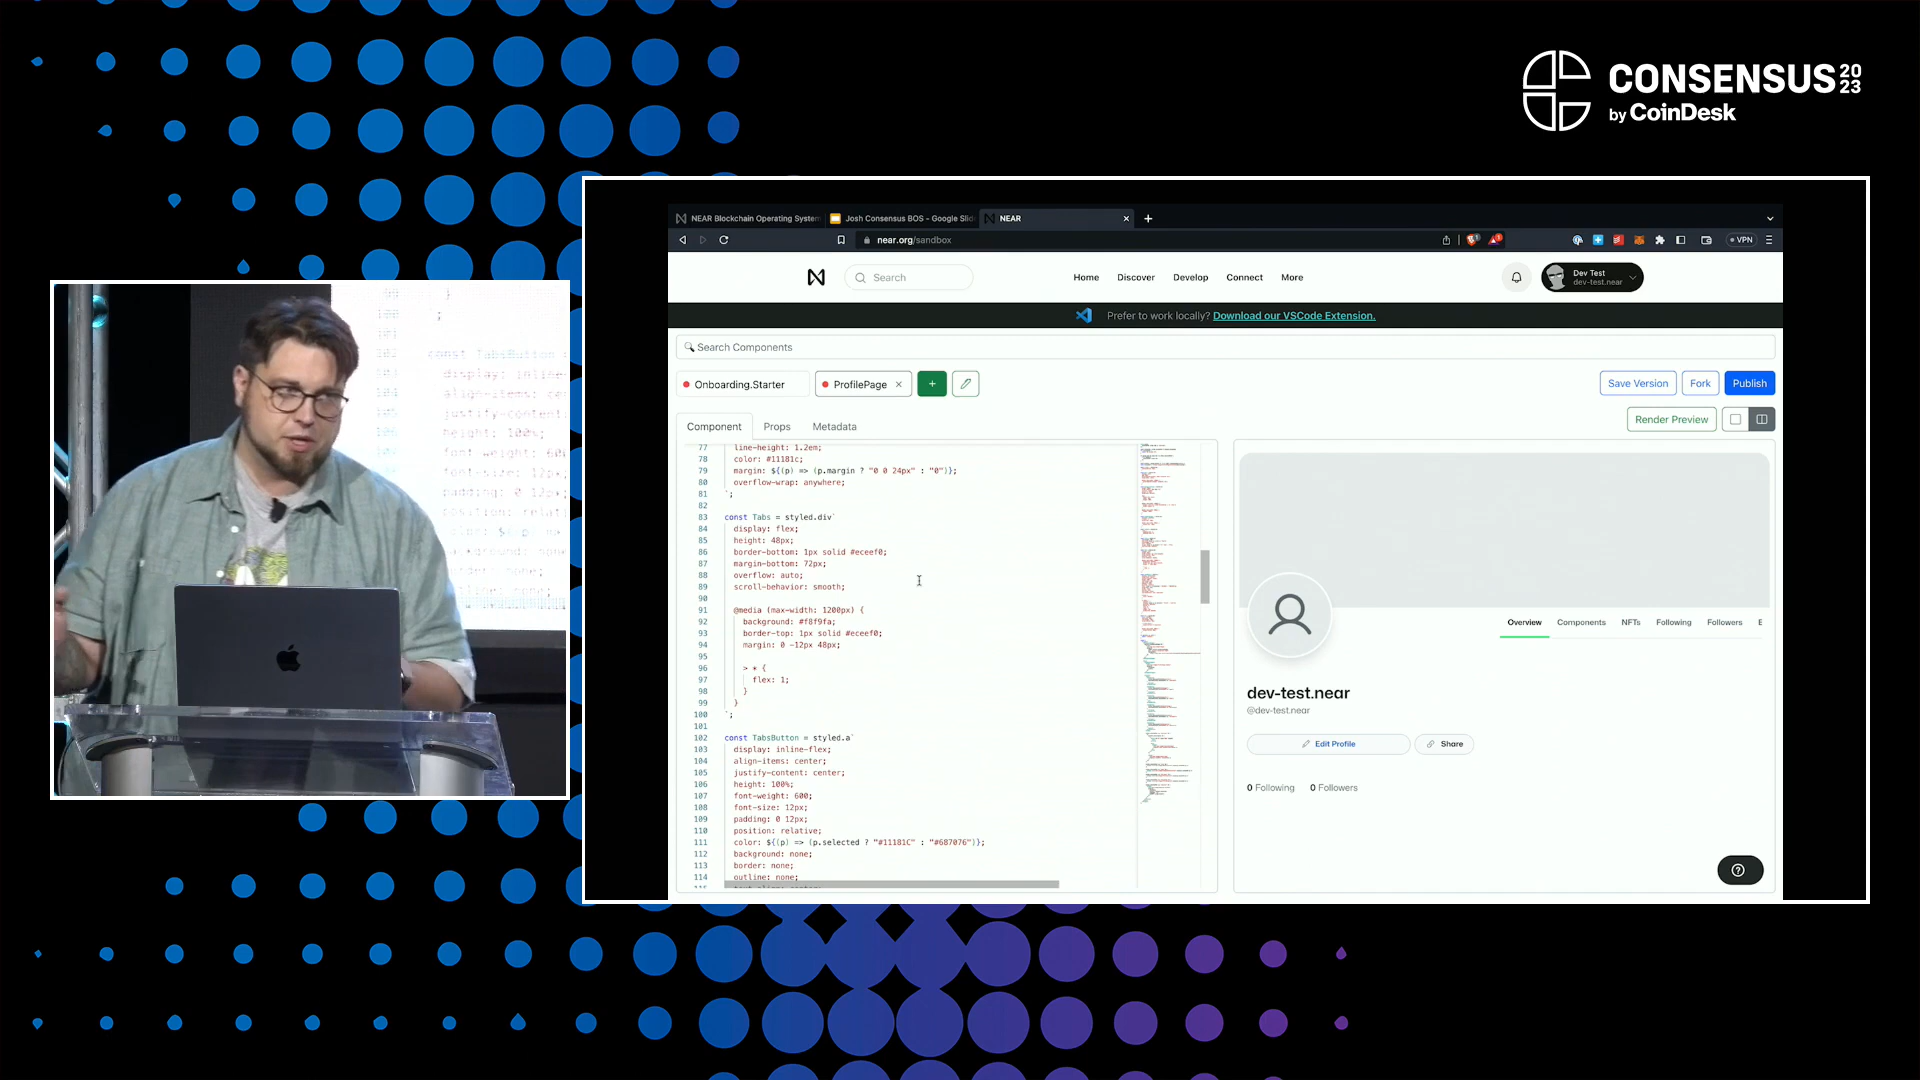 CONSENSUS 20 23
by CoinDesk
NEAR Blockchain Operating System
Josh Consensus BOS - Google Slid
NEAR
near.org/sandbox
VPN
Search
Home
Discover
Develop
Connect
More
Dev Test
dev-test.near
Prefer to work locally? Download our VSCode Extension.
Search Components
Onboarding.Starter
ProfilePage
+
Save Version
Fork
Publish
Render Preview
Component
Props
Metadata
77 line-height: 1.2em;
78 color: #11181c;
79 margin: ${(p) => (p.margin ? "0 0 24px" : "0")};
80 overflow-wrap: anywhere;
81 `;
82
83 const Tabs = styled.div`
84 display: flex;
85 height: 48px;
86 border-bottom: 1px solid #eceef0;
87 margin-bottom: 72px;
88 overflow: auto;
89 scroll-behavior: smooth;
90
91 @media (max-width: 1200px) {
92 background: #f8f9fa;
93 border-top: 1px solid #eceef0;
94 margin: 0 -12px 48px;
95
96 > * {
97 flex: 1;
98 }
99 }
100 `;
101
102 const TabsButton = styled.a`
103 display: inline-flex;
104 align-items: center;
105 justify-content: center;
106 height: 100%;
107 font-weight: 600;
108 font-size: 12px;
109 padding: 0 12px;
110 position: relative;
111 color: ${(p) => (p.selected ? "#11181C" : "#687076")};
112 background: none;
113 border: none;
114 outline: none;
Overview
Components
NFTs
Following
Followers
dev-test.near
@dev-test.near
Edit Profile
Share
0 Following
0 Followers